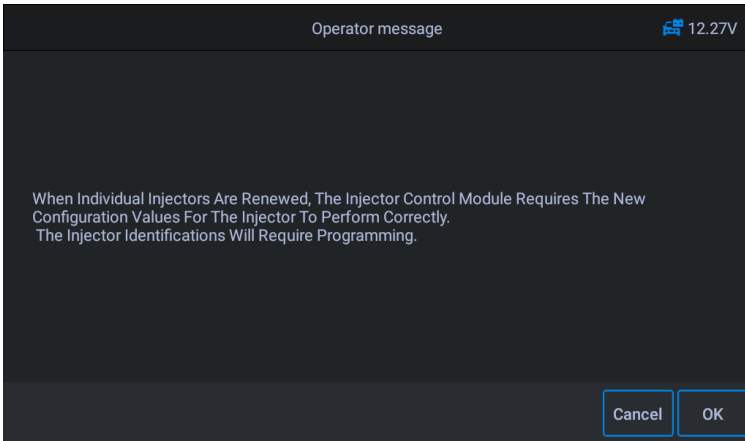 Operator message
12.27V
When Individual Injectors Are Renewed, The Injector Control Module Requires The New
Configuration Values For The Injector To Perform Correctly.
The Injector Identifications Will Require Programming.
Cancel
OK